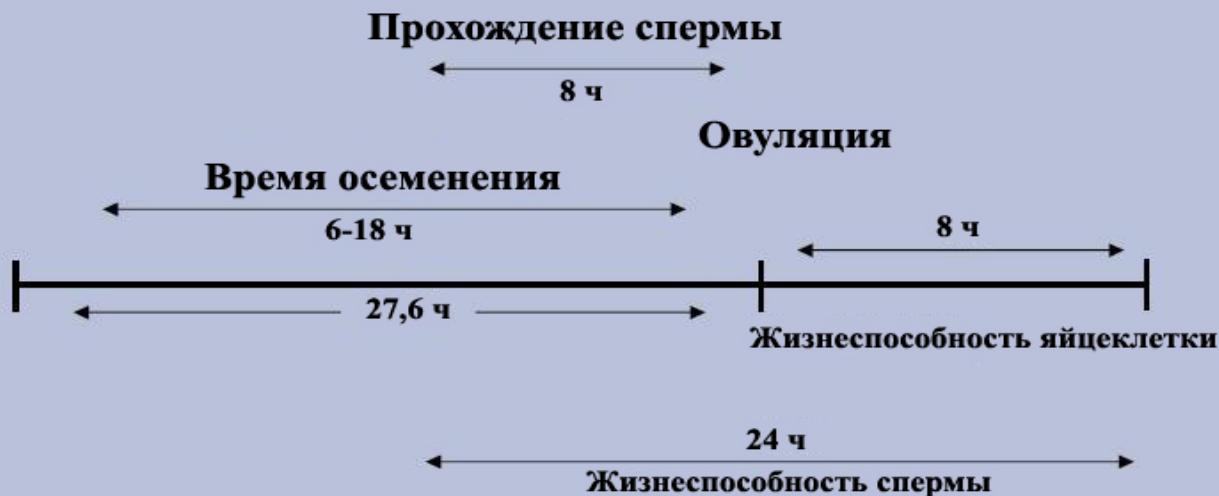 Прохождение спермы
8 ч
Овуляция
Время осеменения
6-18 ч
8 ч
27,6 ч
Жизнеспособность яйцеклетки
24 ч
Жизнеспособность спермы